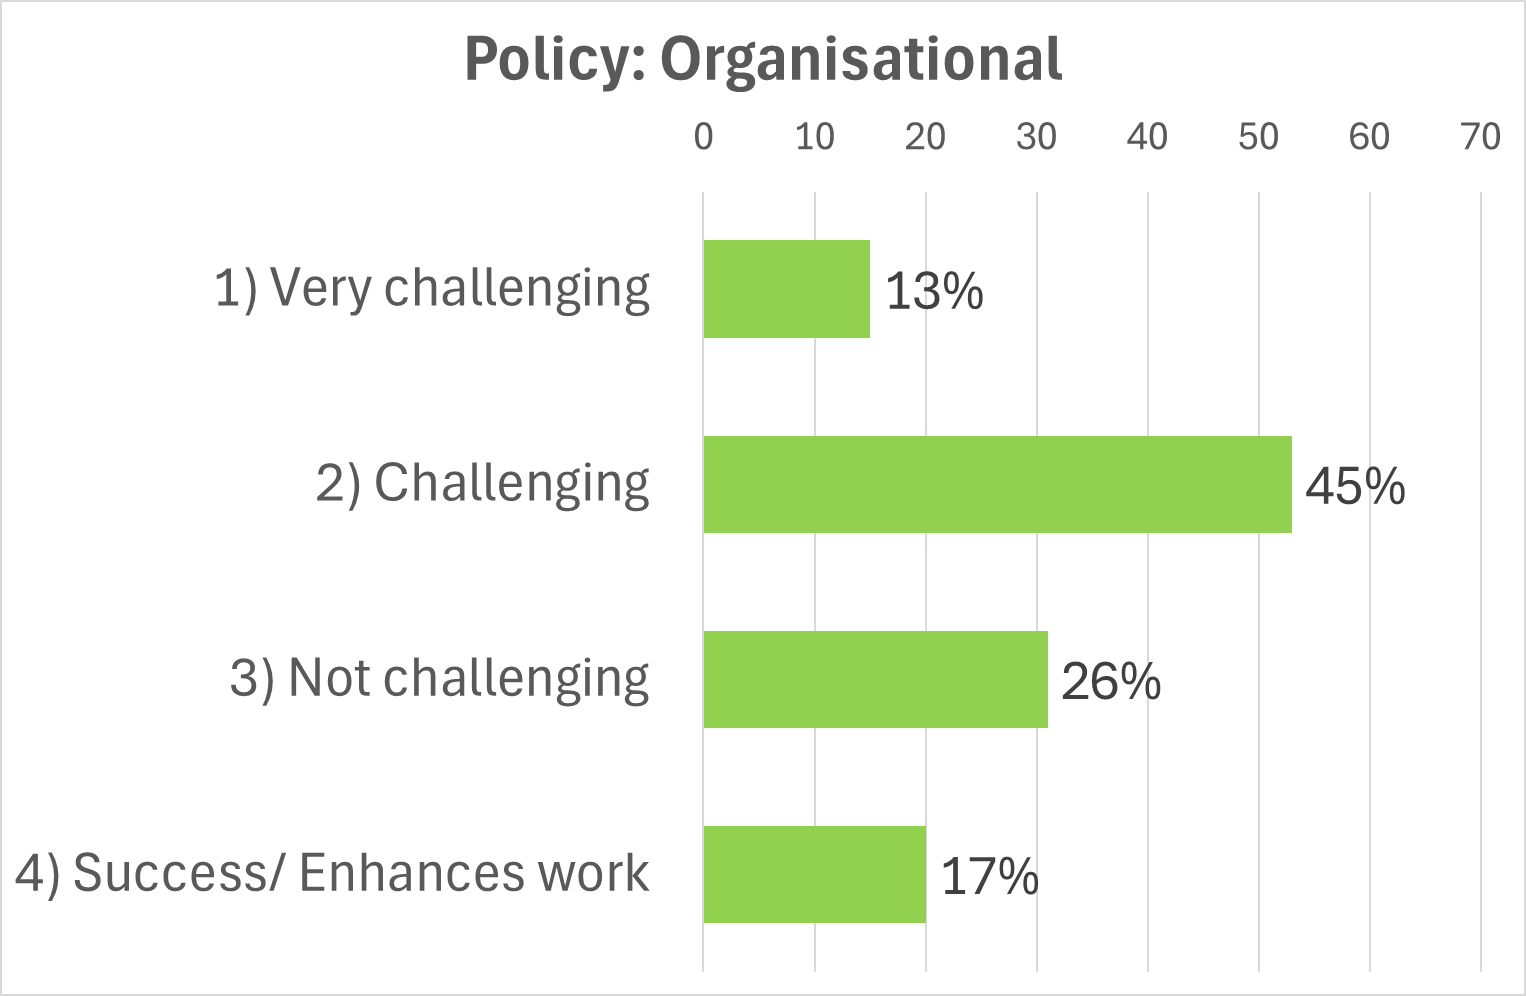 Policy: Organisational
0 10 20 30 40 50 60 70
1) Very challenging 13%
2) Challenging 45%
3) Not challenging 26%
4) Success/ Enhances work 17%